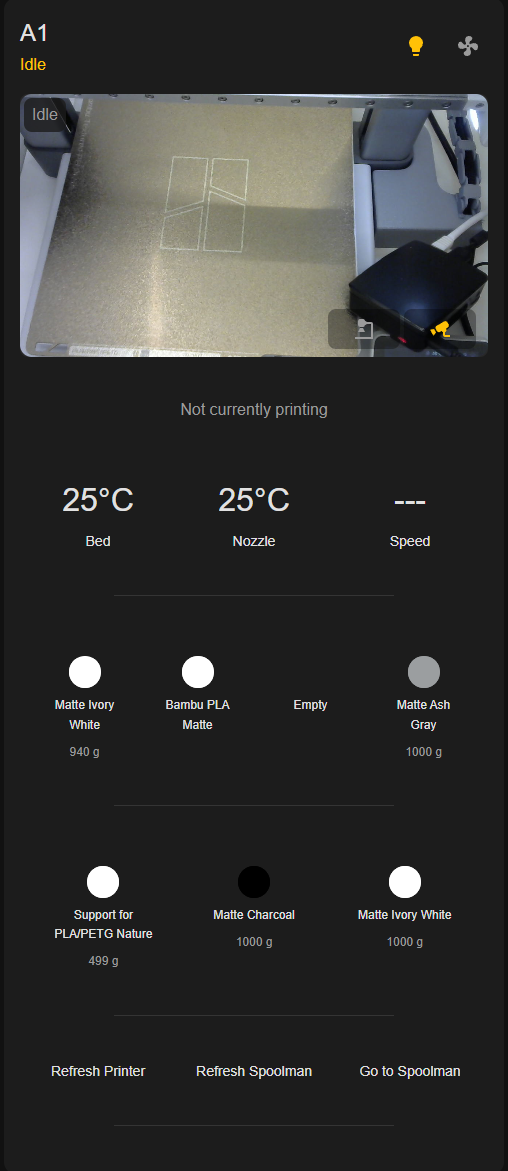 A1
Idle
Idle
Not currently printing
25°C
Bed
25°C
Nozzle
---
Speed
Matte Ivory
White
940 g
Bambu PLA
Matte
Empty
Matte Ash
Gray
1000 g
Support for
PLA/PETG Nature
499 g
Matte Charcoal
1000 g
Matte Ivory White
1000 g
Refresh Printer
Refresh Spoolman
Go to Spoolman